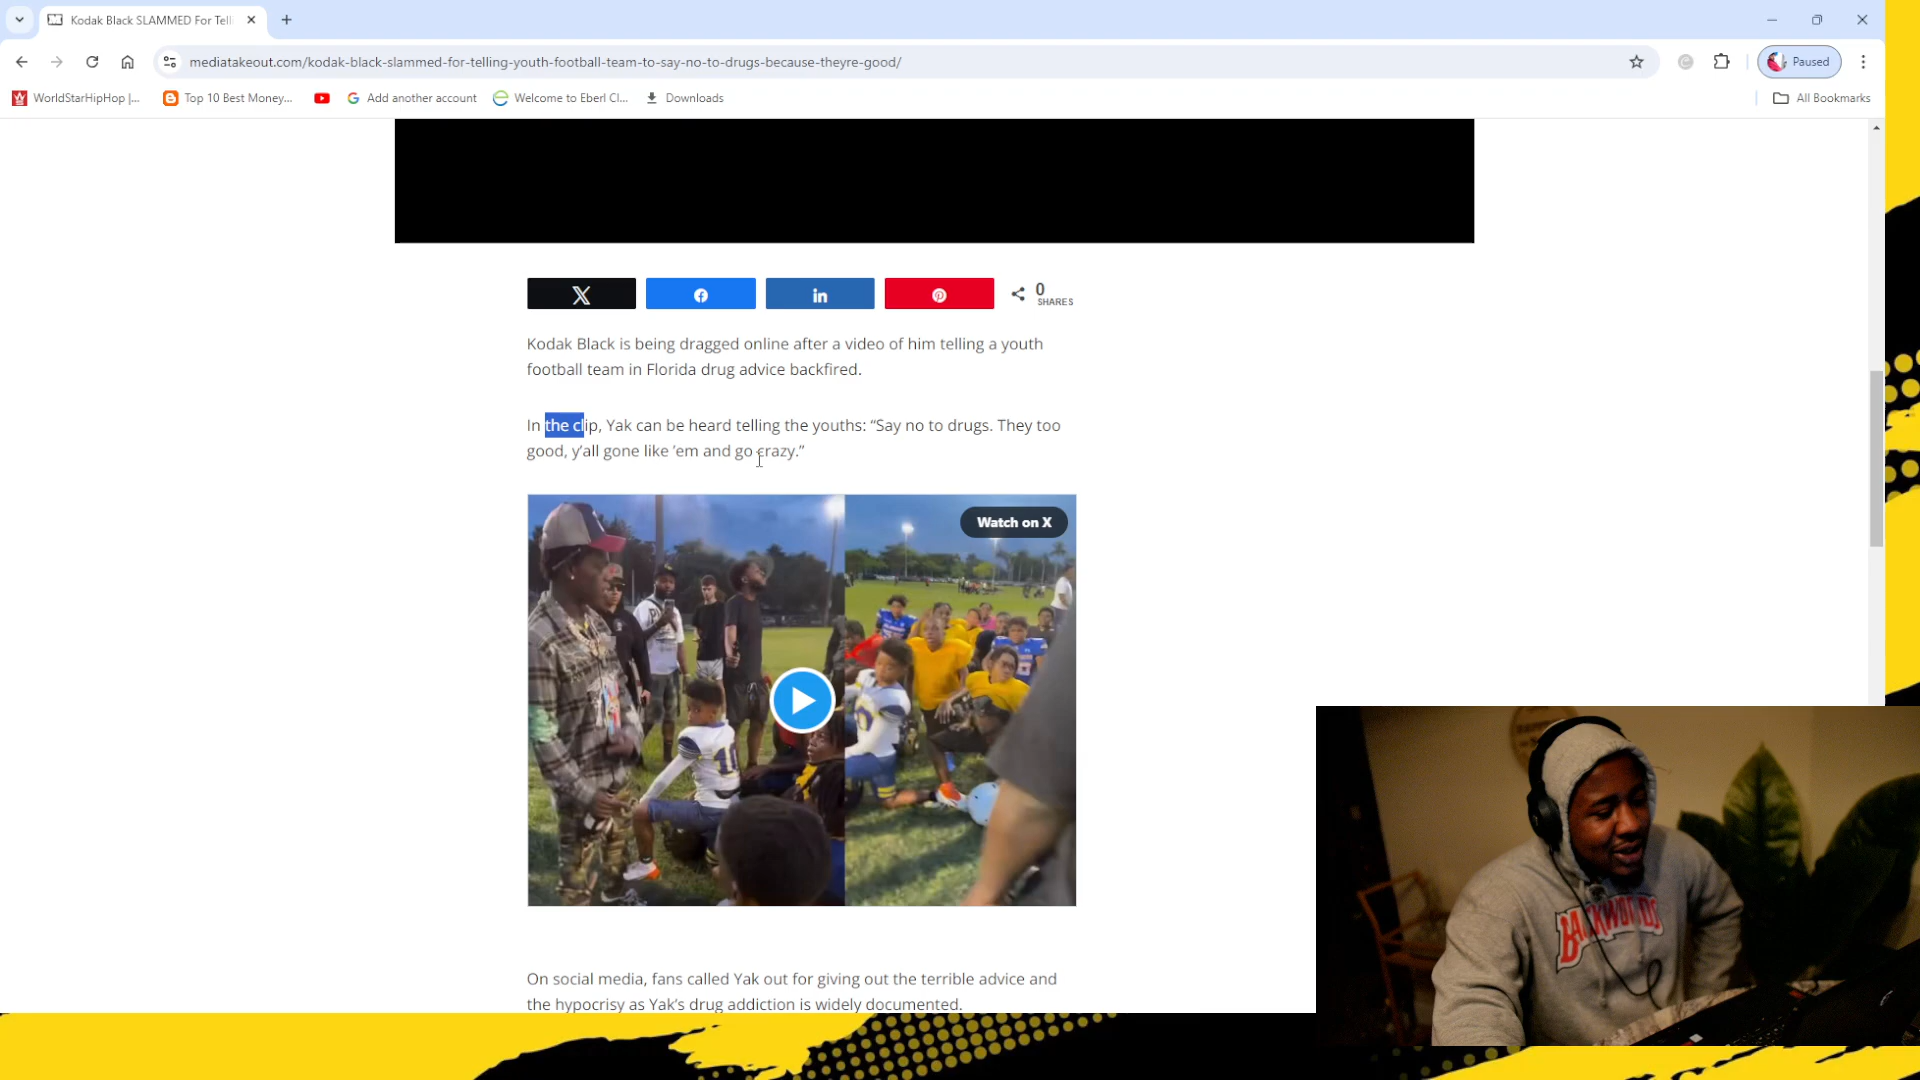 Kodak Black SLAMMED For Tell
mediatakeout.com/kodak-black-slammed-for-telling-youth-football-team-to-say-no-to-drugs-because-theyre-good/
Paused
WorldStarHipHop |...
Top 10 Best Money...
Add another account
Welcome to Eberl Cl...
Downloads
All Bookmarks
0
SHARES
Kodak Black is being dragged online after a video of him telling a youth
football team in Florida drug advice backfired.
In the clip, Yak can be heard telling the youths: “Say no to drugs. They too
good, y’all gone like ’em and go crazy.”
Watch on X
On social media, fans called Yak out for giving out the terrible advice and
the hypocrisy as Yak’s drug addiction is widely documented.
BACKWOODS